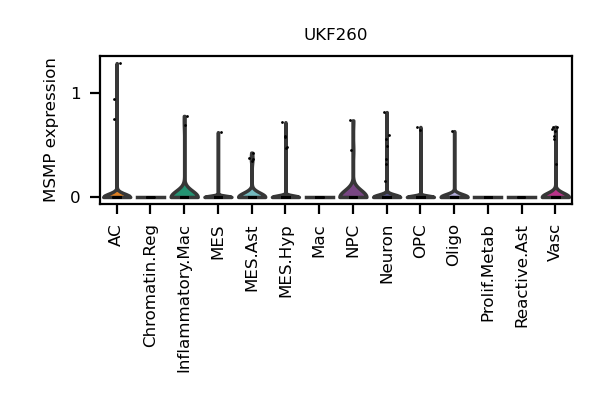 UKF260
MSMP expression
1
0
AC
Chromatin.Reg
Inflammatory.Mac
MES
MES.Ast
MES.Hyp
Mac
NPC
Neuron
OPC
Oligo
Prolif.Metab
Reactive.Ast
Vasc